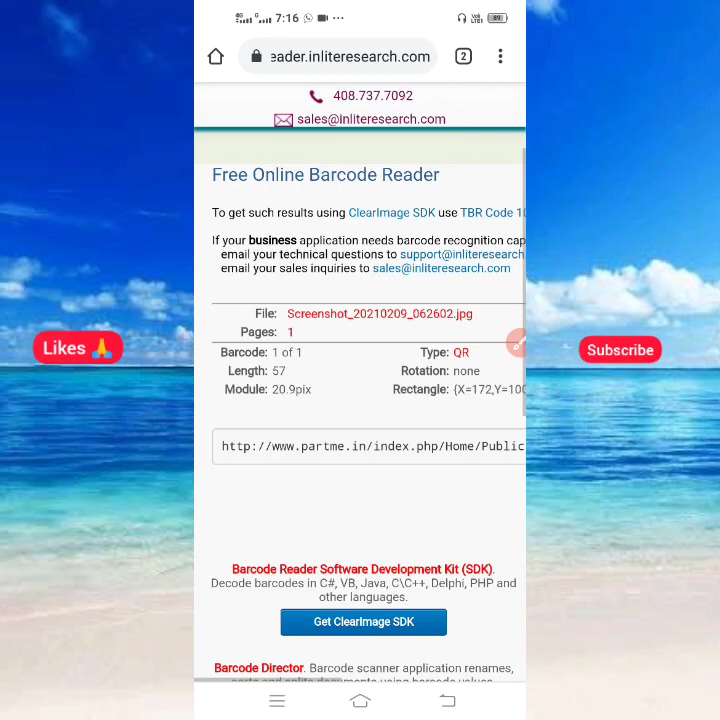 7:16
89
eader.inliteresearch.com
2
408.737.7092
sales@inliteresearch.com
Free Online Barcode Reader
To get such results using ClearImage SDK use TBR Code 10
If your business application needs barcode recognition cap
email your technical questions to support@inliteresearch
email your sales inquiries to sales@inliteresearch.com
File: Screenshot_20210209_062602.jpg
Pages: 1
Barcode: 1 of 1 Type: QR
Length: 57 Rotation: none
Module: 20.9pix Rectangle: {X=172,Y=100
Likes 🙏
Subscribe
http://www.partme.in/index.php/Home/Public
Barcode Reader Software Development Kit (SDK).
Decode barcodes in C#, VB, Java, C\C++, Delphi, PHP and
other languages.
Get ClearImage SDK
Barcode Director. Barcode scanner application renames,